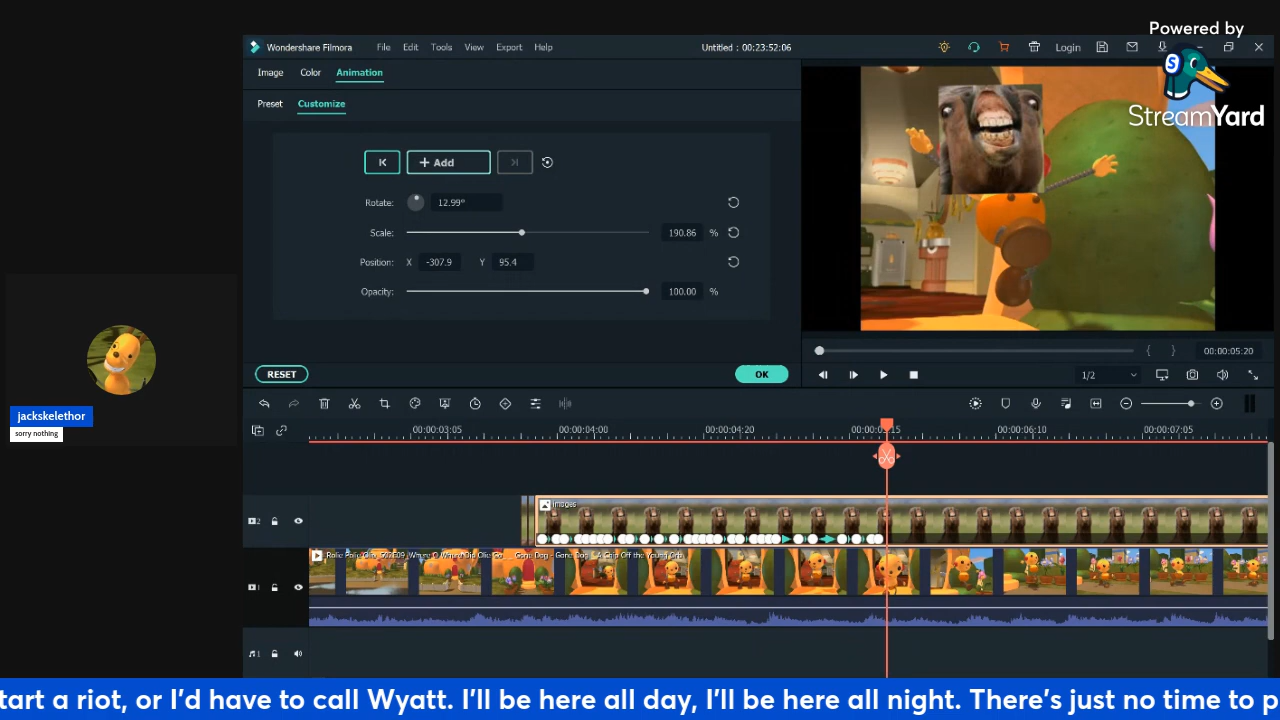 Powered by
StreamYard
Wondershare Filmora File Edit Tools View Export Help Untitled : 00:23:52:06 Login
Image Color Animation
Preset Customize
+ Add
Rotate: 12.99°
Scale: 190.86 %
Position: X -307.9 Y 95.4
Opacity: 100.00 %
{ } 00:00:05:20
RESET OK 1/2
jackskelethor
sorry nothing
00:00:03:05 00:00:04:00 00:00:04:20 00:00:05:15 00:00:06:10 00:00:07:05
2 images
1
1
tart a riot, or I'd have to call Wyatt. I'll be here all day, I'll be here all night. There's just no time to p